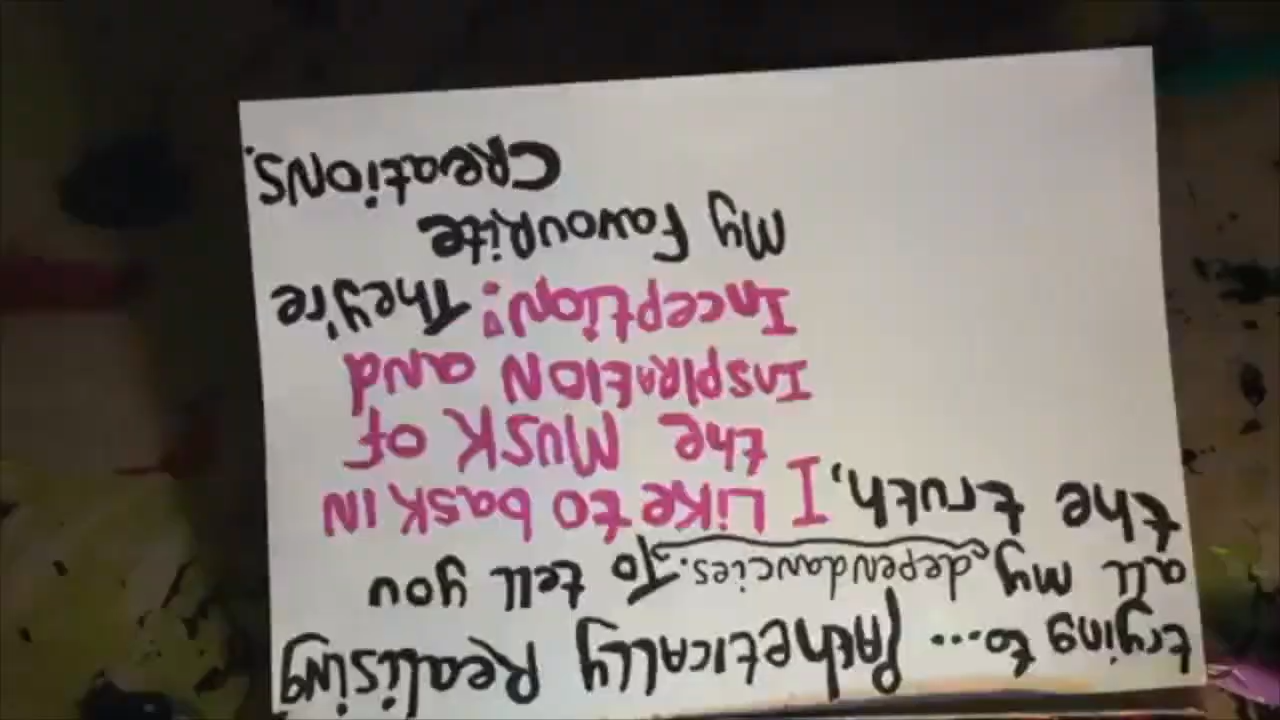 trying to... Pathetically Realising
all my dependancies. To tell you
the truth, I Like to bask IN
the MUSK OF
INSPIRATION and
Inception: They're
My Favourite
CReatiONS.